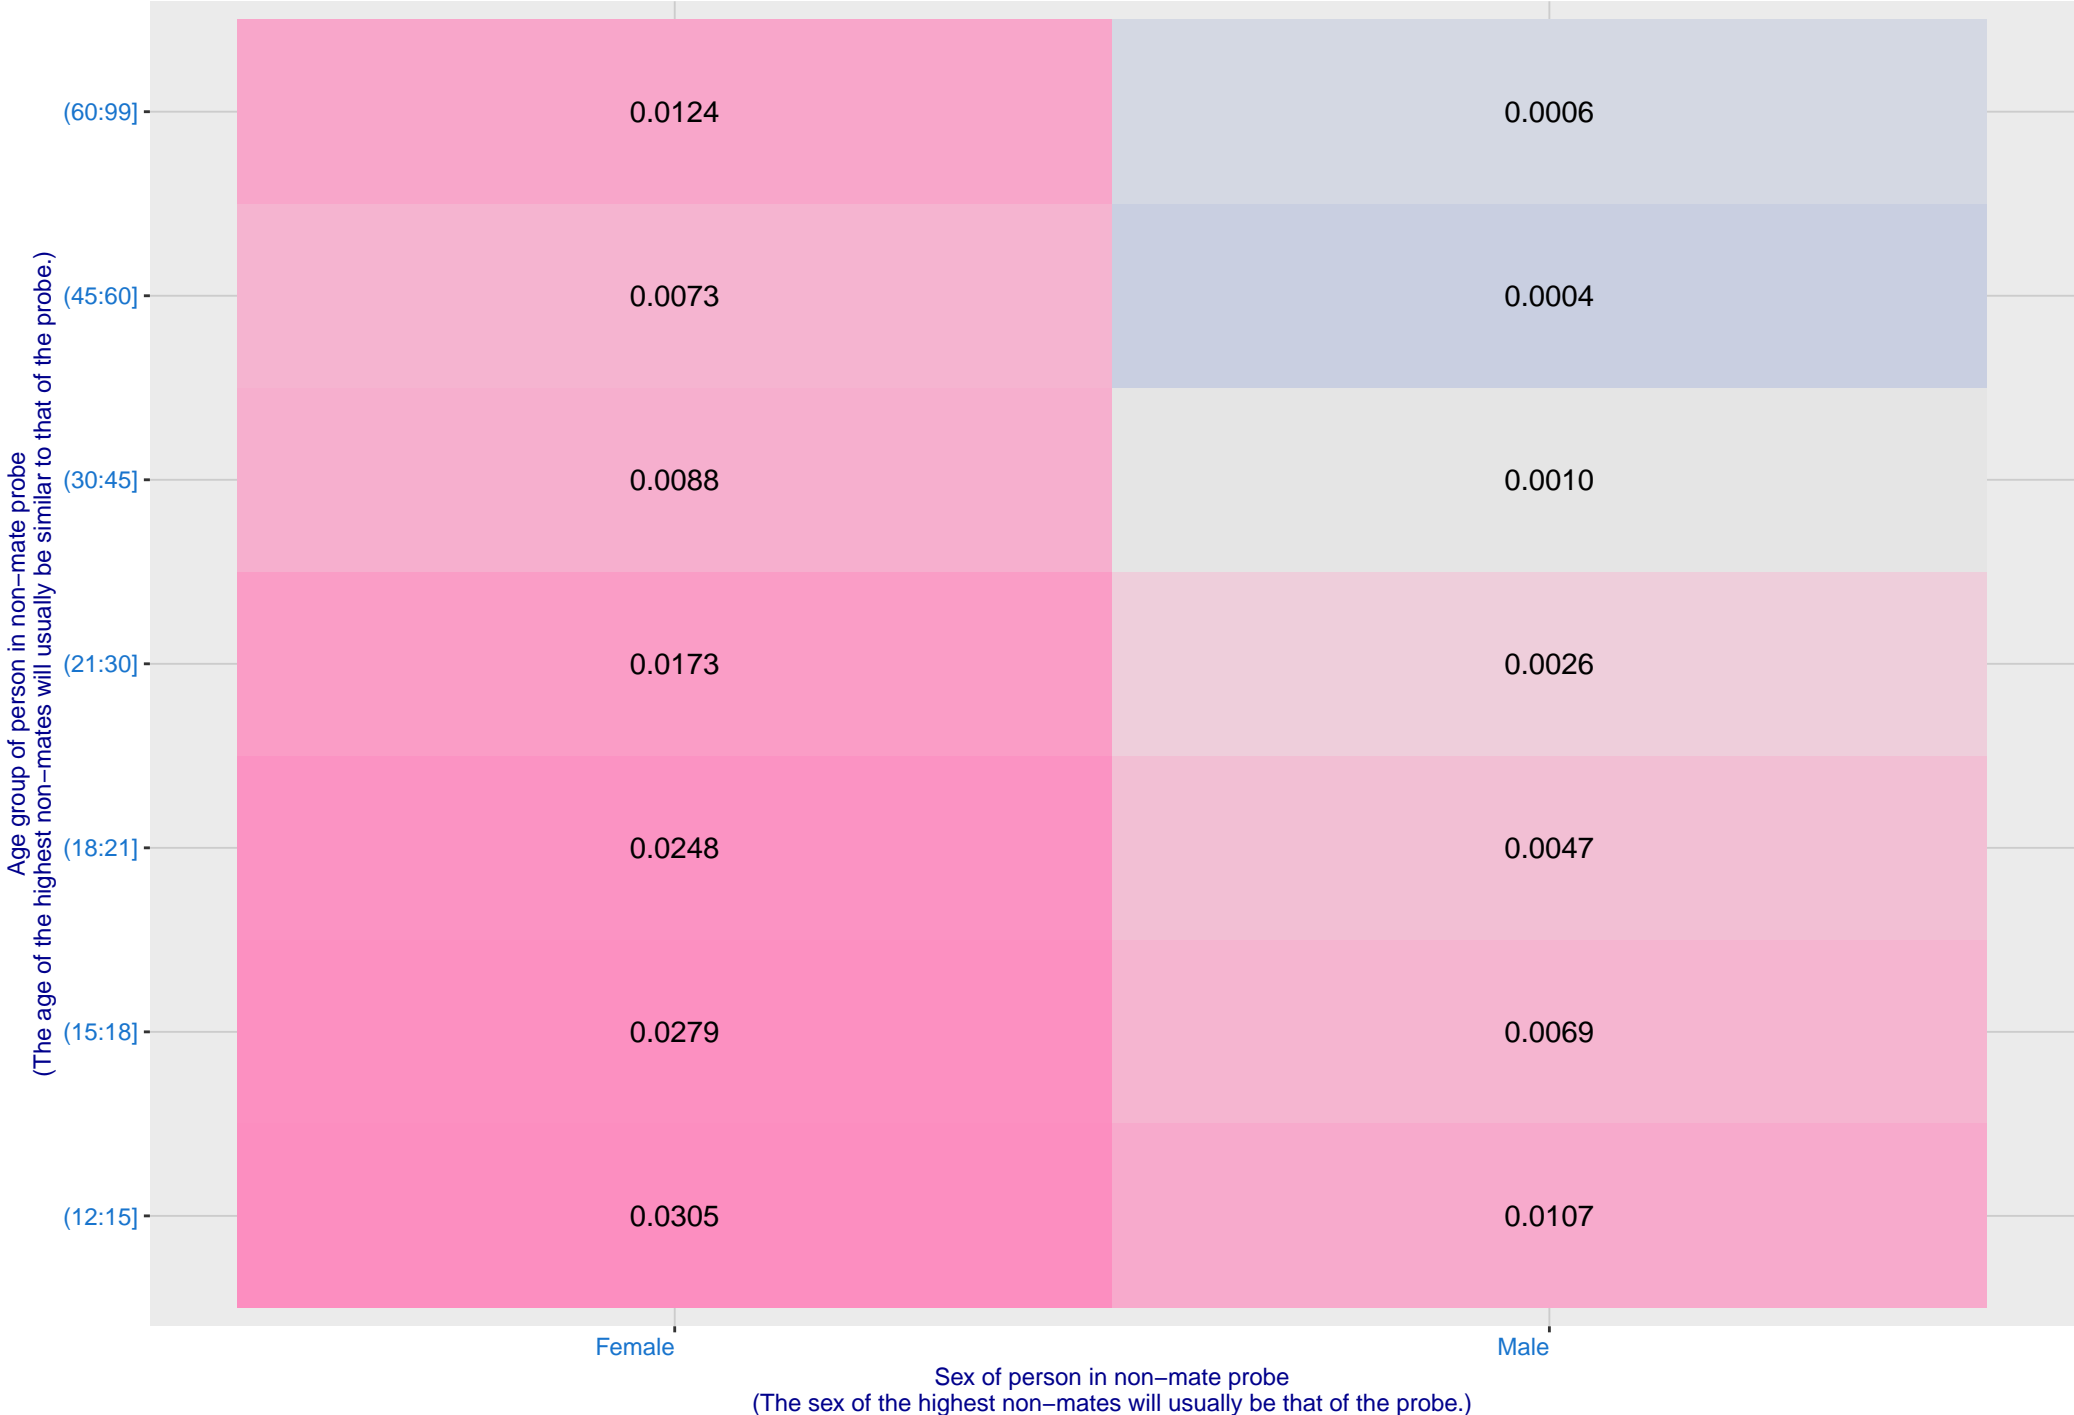 Age group of person in non−mate probe
(The age of the highest non−mates will usually be similar to that of the probe.)
(60:99] 0.0124 0.0006
(45:60] 0.0073 0.0004
(30:45] 0.0088 0.0010
(21:30] 0.0173 0.0026
(18:21] 0.0248 0.0047
(15:18] 0.0279 0.0069
(12:15] 0.0305 0.0107
Female Male
Sex of person in non−mate probe
(The sex of the highest non−mates will usually be that of the probe.)